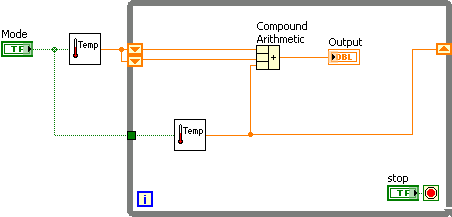 Mode
TF
Temp
Compound
Arithmetic
Output
DBL
+
Temp
stop
TF
i